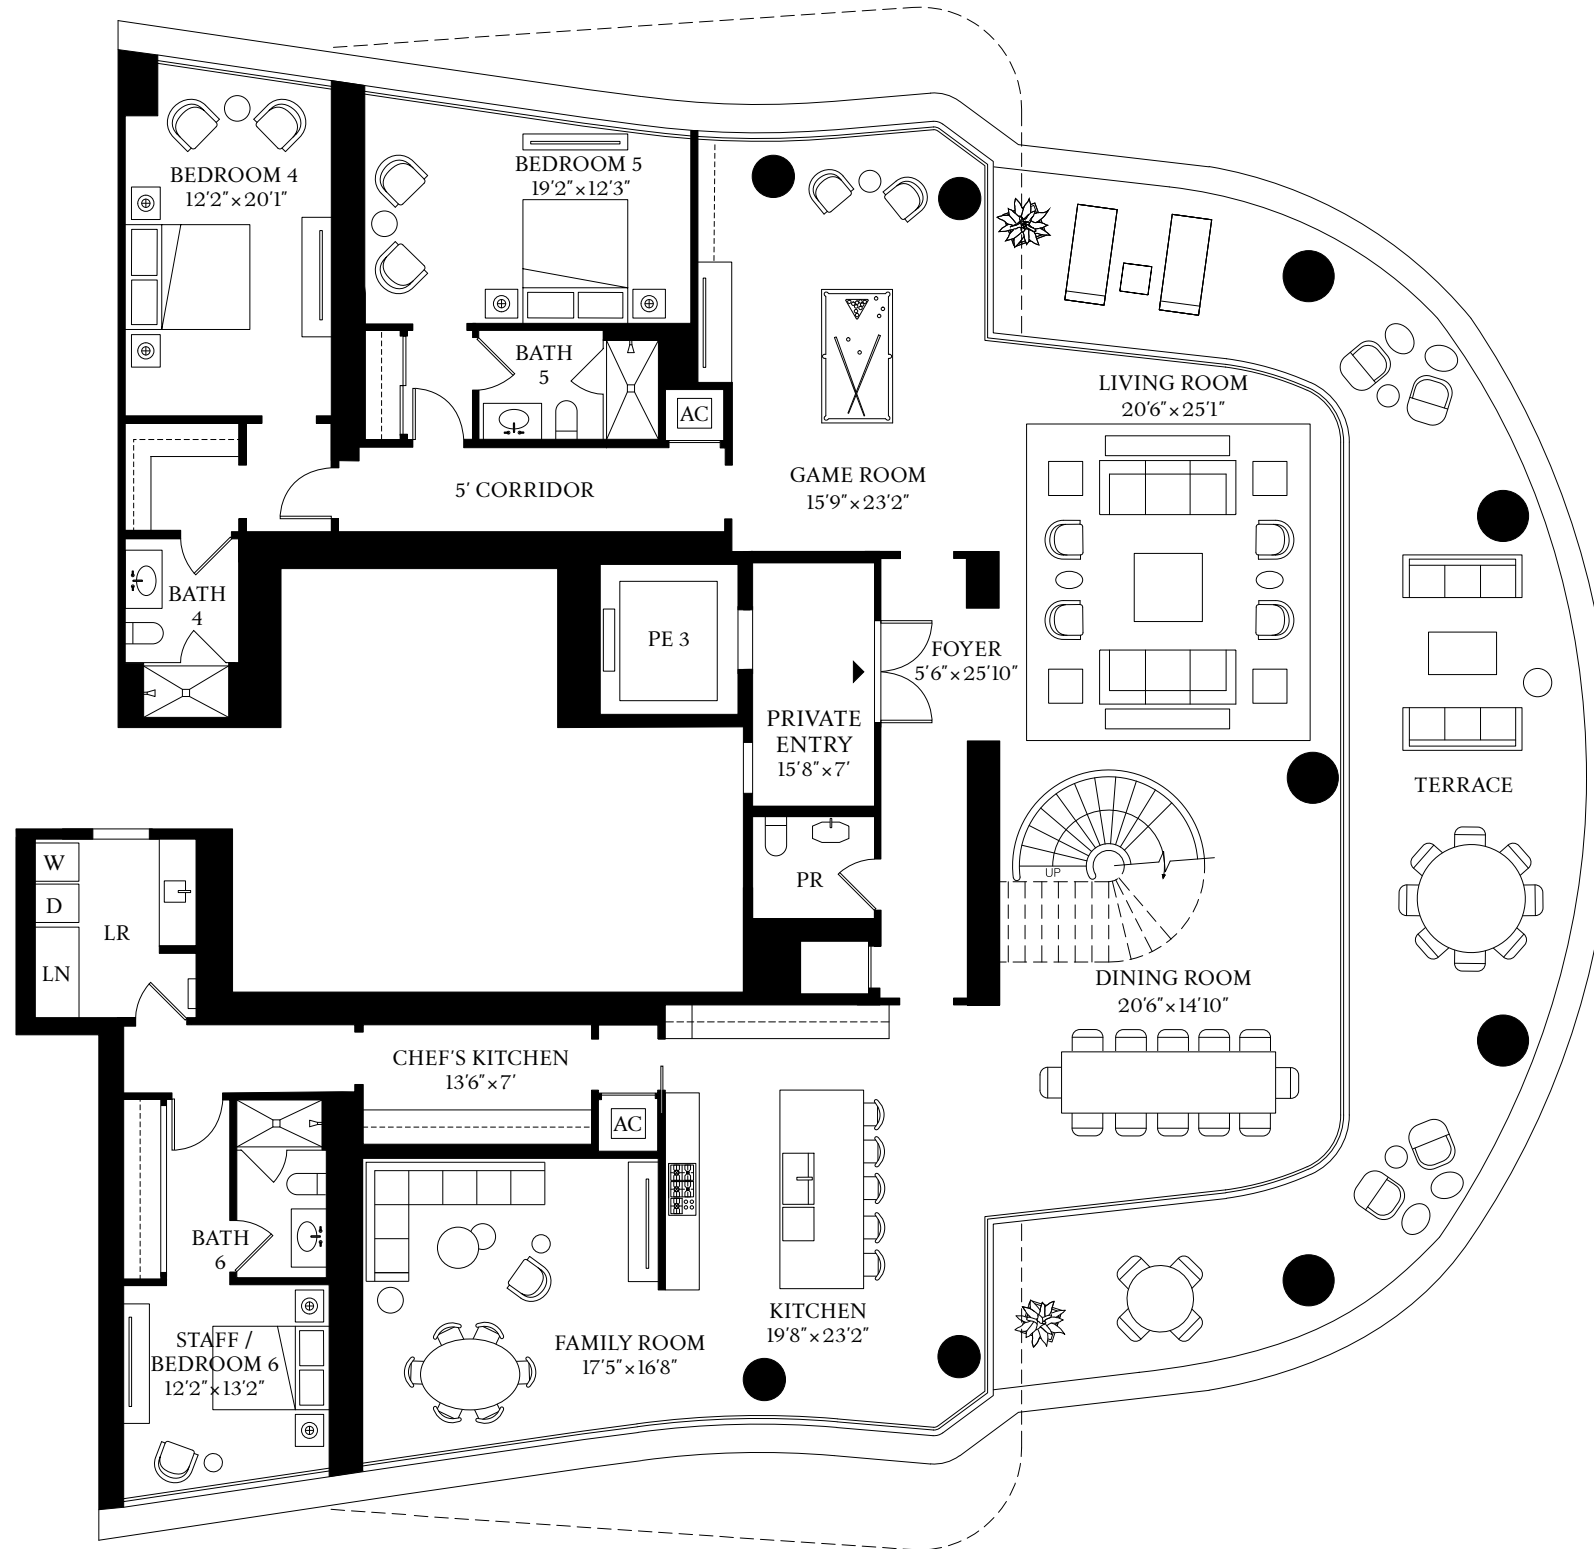 BEDROOM 4
12'2"×20'1"
BEDROOM 5
19'2"×12'3"
BATH
5
AC
LIVING ROOM
20'6"×25'1"
GAME ROOM
15'9"×23'2"
5' CORRIDOR
BATH
4
PE 3
FOYER
5'6"×25'10"
PRIVATE
ENTRY
15'8"×7'
TERRACE
UP
PR
W
D
LR
LN
DINING ROOM
20'6"×14'10"
CHEF'S KITCHEN
13'6"×7'
AC
BATH
6
KITCHEN
19'8"×23'2"
FAMILY ROOM
17'5"×16'8"
STAFF /
BEDROOM 6
12'2"×13'2"